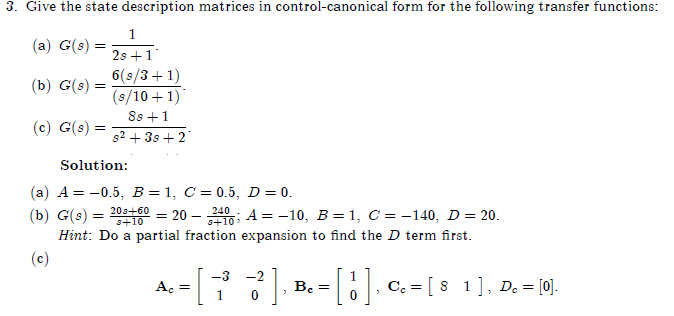 3. Give the state description matrices in control-canonical form for the following transfer functions:
(a) G(s) = 1 / (2s + 1).
(b) G(s) = 6(s/3 + 1) / (s/10 + 1).
(c) G(s) = (8s + 1) / (s² + 3s + 2).
Solution:
(a) A = −0.5, B = 1, C = 0.5, D = 0.
(b) G(s) = (20s+60)/(s+10) = 20 − 240/(s+10); A = −10, B = 1, C = −140, D = 20.
Hint: Do a partial fraction expansion to find the D term first.
(c)
A_c = [ −3 −2 ; 1 0 ], B_c = [ 1 ; 0 ], C_c = [ 8 1 ], D_c = [0].